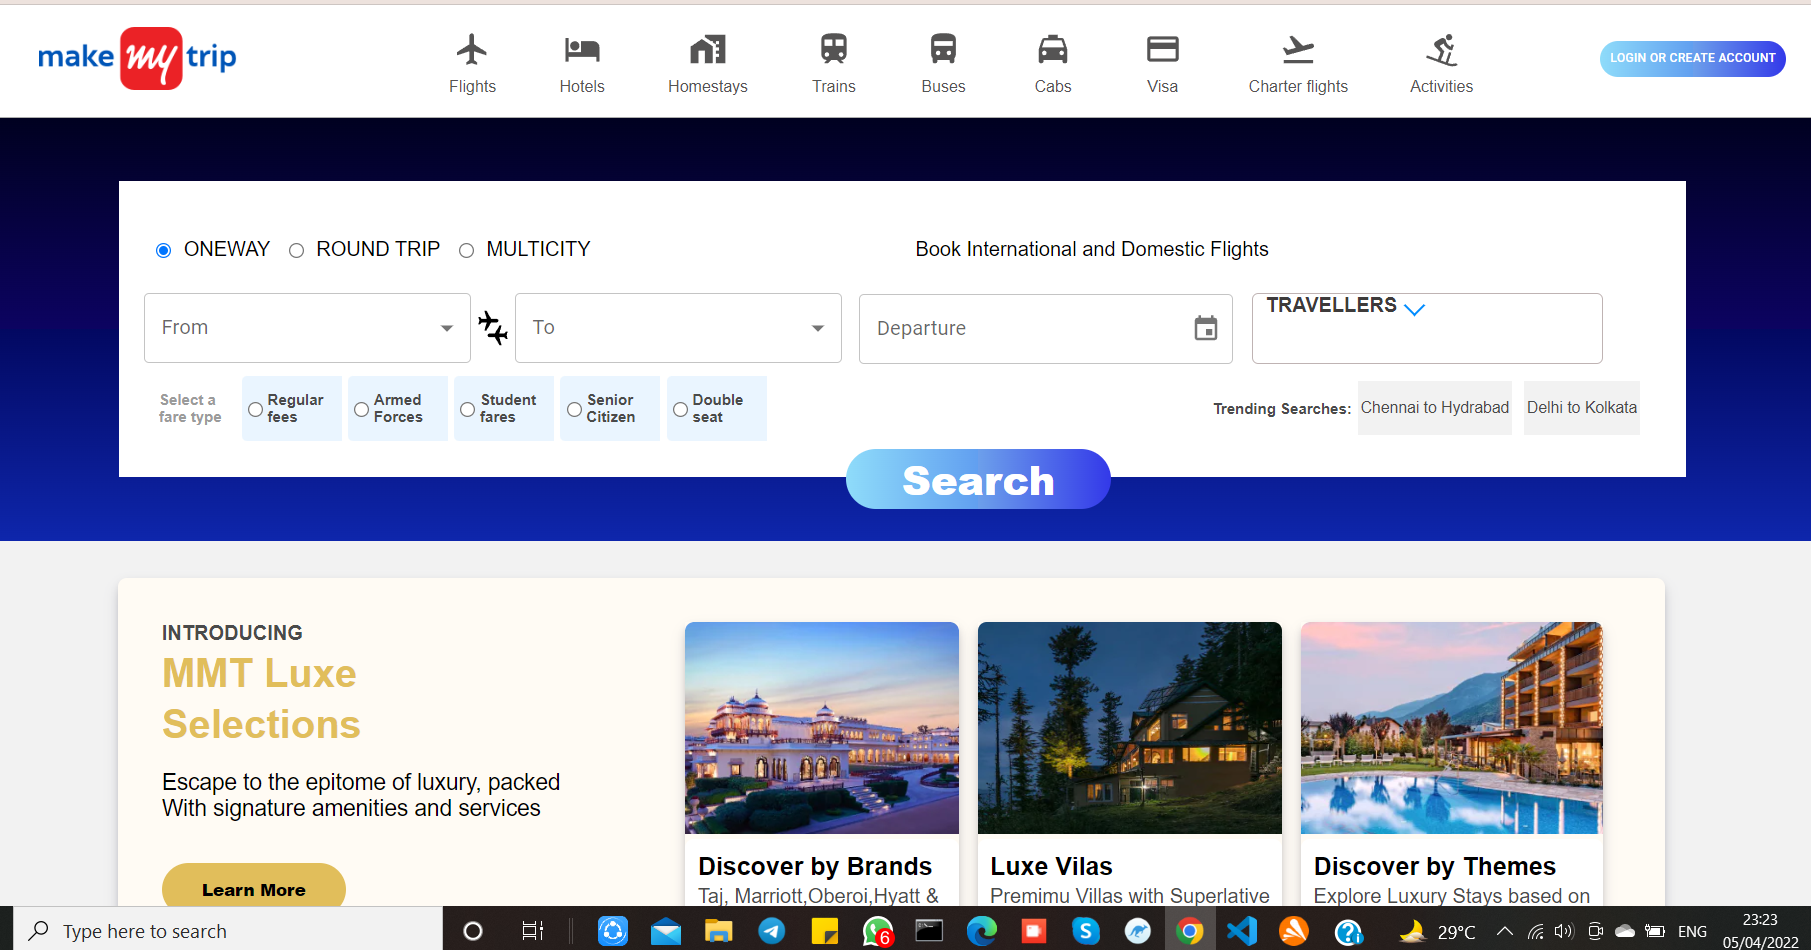 make my trip
Flights
Hotels
Homestays
Trains
Buses
Cabs
Visa
Charter flights
Activities
LOGIN OR CREATE ACCOUNT
ONEWAY
ROUND TRIP
MULTICITY
Book International and Domestic Flights
From
To
Departure
TRAVELLERS
Select a
fare type
Regular
fees
Armed
Forces
Student
fares
Senior
Citizen
Double
seat
Trending Searches:
Chennai to Hydrabad
Delhi to Kolkata
Search
INTRODUCING
MMT Luxe
Selections
Escape to the epitome of luxury, packed
With signature amenities and services
Learn More
Discover by Brands
Taj, Marriott,Oberoi,Hyatt &
Luxe Vilas
Premimu Villas with Superlative
Discover by Themes
Explore Luxury Stays based on
Type here to search
6
29°C
ENG
23:23
05/04/2022